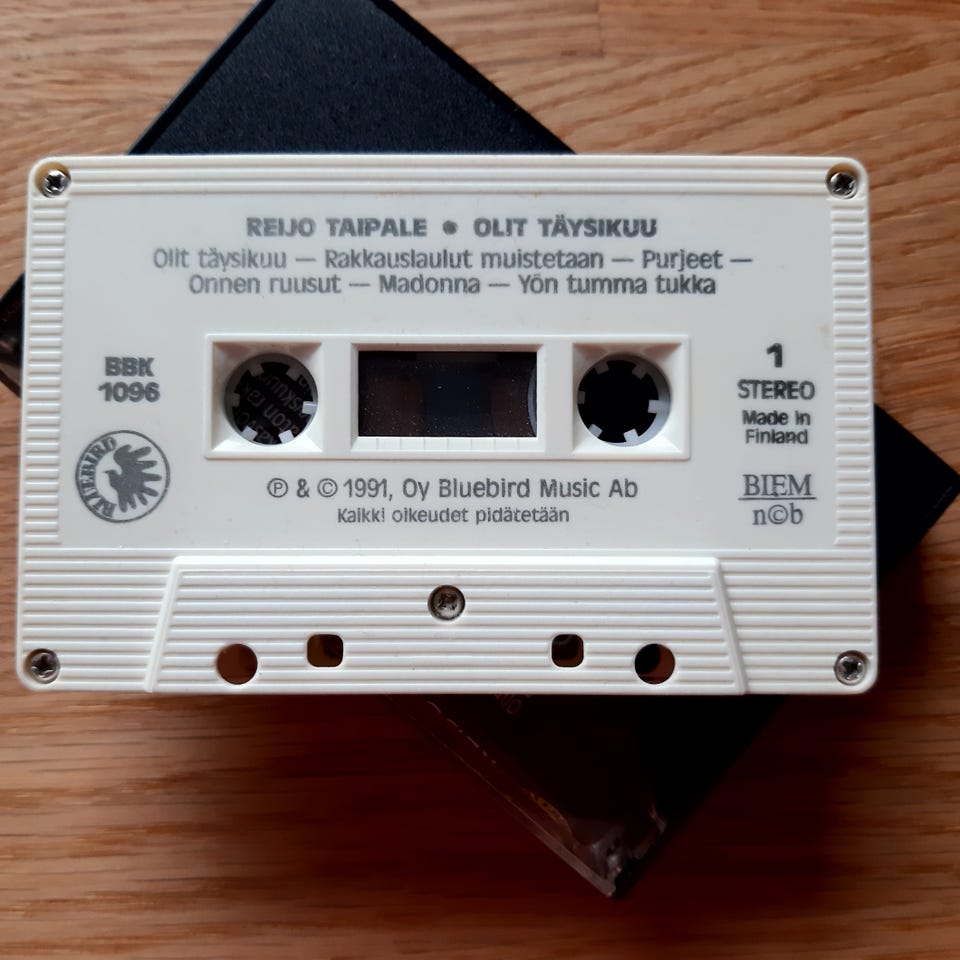 REIJO TAIPALE ● OLIT TÄYSIKUU
Olit täysikuu — Rakkauslaulut muistetaan — Purjeet —
Onnen ruusut — Madonna — Yön tumma tukka
BBK
1096
1
STEREO
Made in
Finland
BLUEBIRD
℗ & © 1991, Oy Bluebird Music Ab
Kaikki oikeudet pidätetään
BIEM
n©b